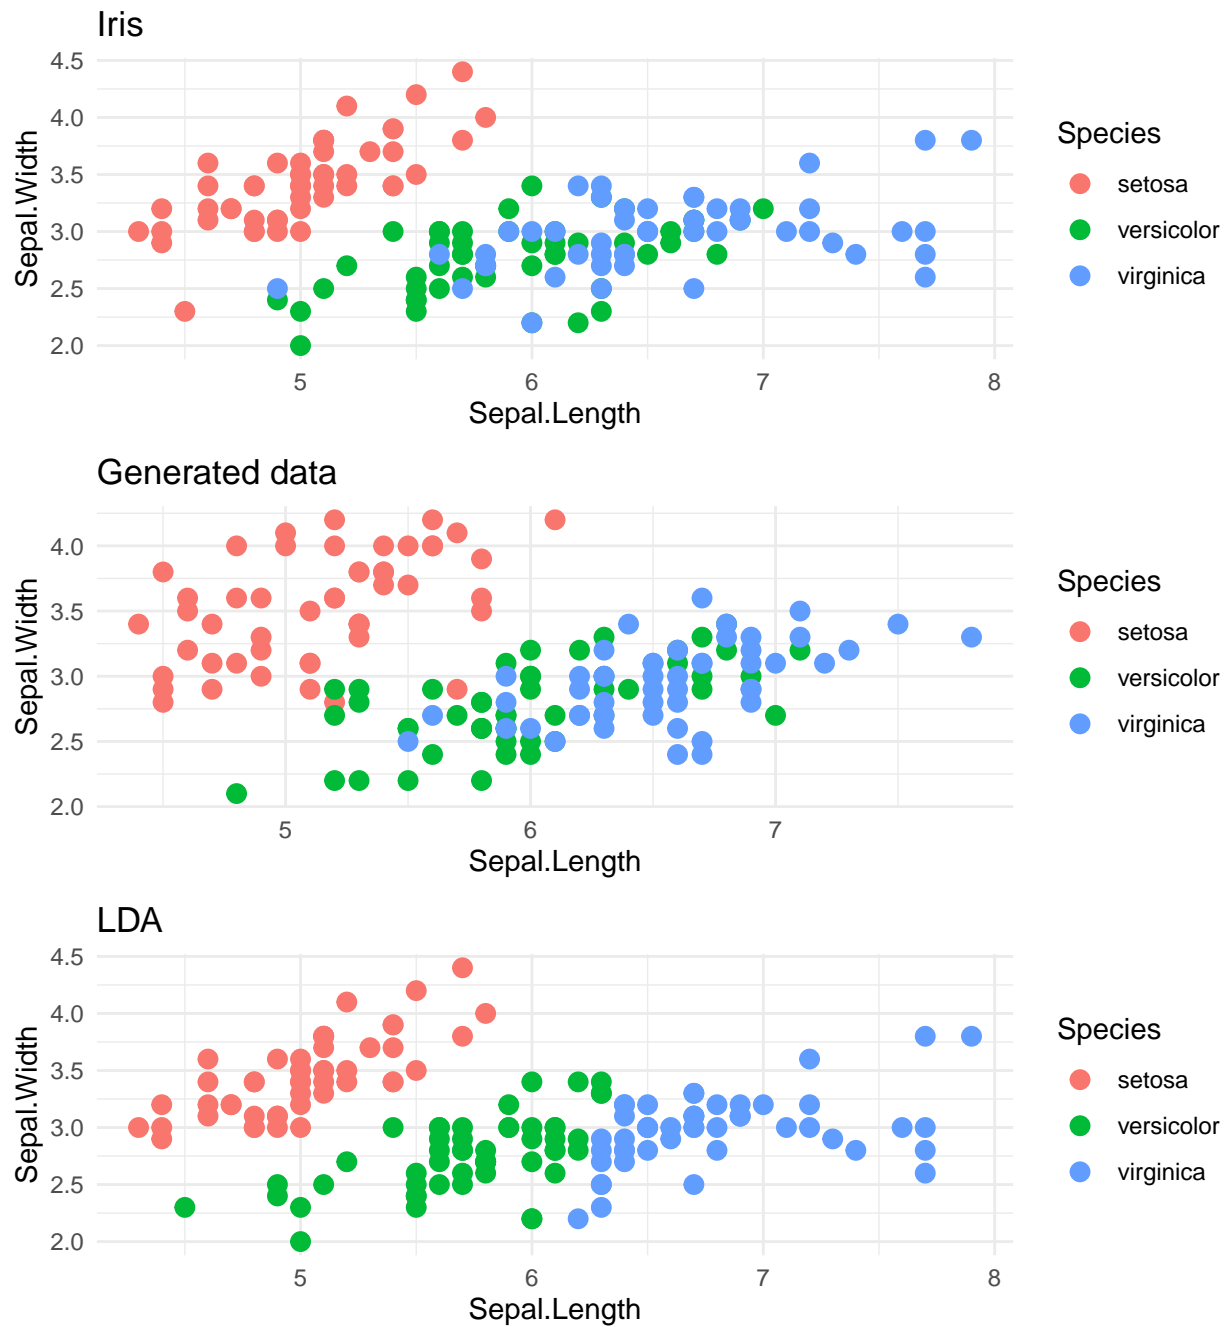 Iris
4.5
4.0
3.5
3.0
2.5
2.0
Sepal.Width
5 6 7 8
Sepal.Length
Species
setosa
versicolor
virginica
Generated data
4.0
3.5
3.0
2.5
2.0
Sepal.Width
5 6 7
Sepal.Length
Species
setosa
versicolor
virginica
LDA
4.5
4.0
3.5
3.0
2.5
2.0
Sepal.Width
5 6 7 8
Sepal.Length
Species
setosa
versicolor
virginica